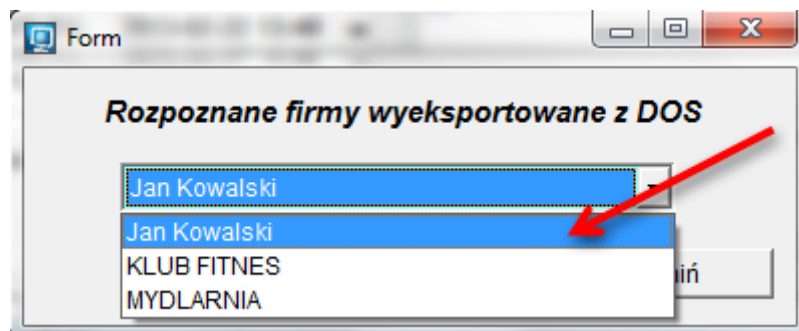 Form
Rozpoznane firmy wyeksportowane z DOS
Jan Kowalski
Jan Kowalski
KLUB FITNES
MYDLARNIA